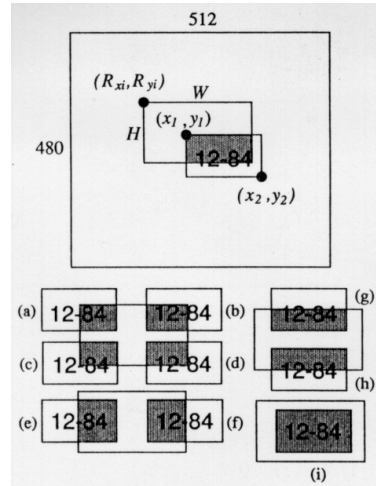 512
(Rxi,Ryi)
W
(x1,y1)
H
480
12-84
(x2,y2)
(a) 12-84 12-84 (b)
(g)
12-84
(c) 12-84 12-84 (d)
12-84
(h)
(e) 12-84 12-84 (f)
12-84
(i)